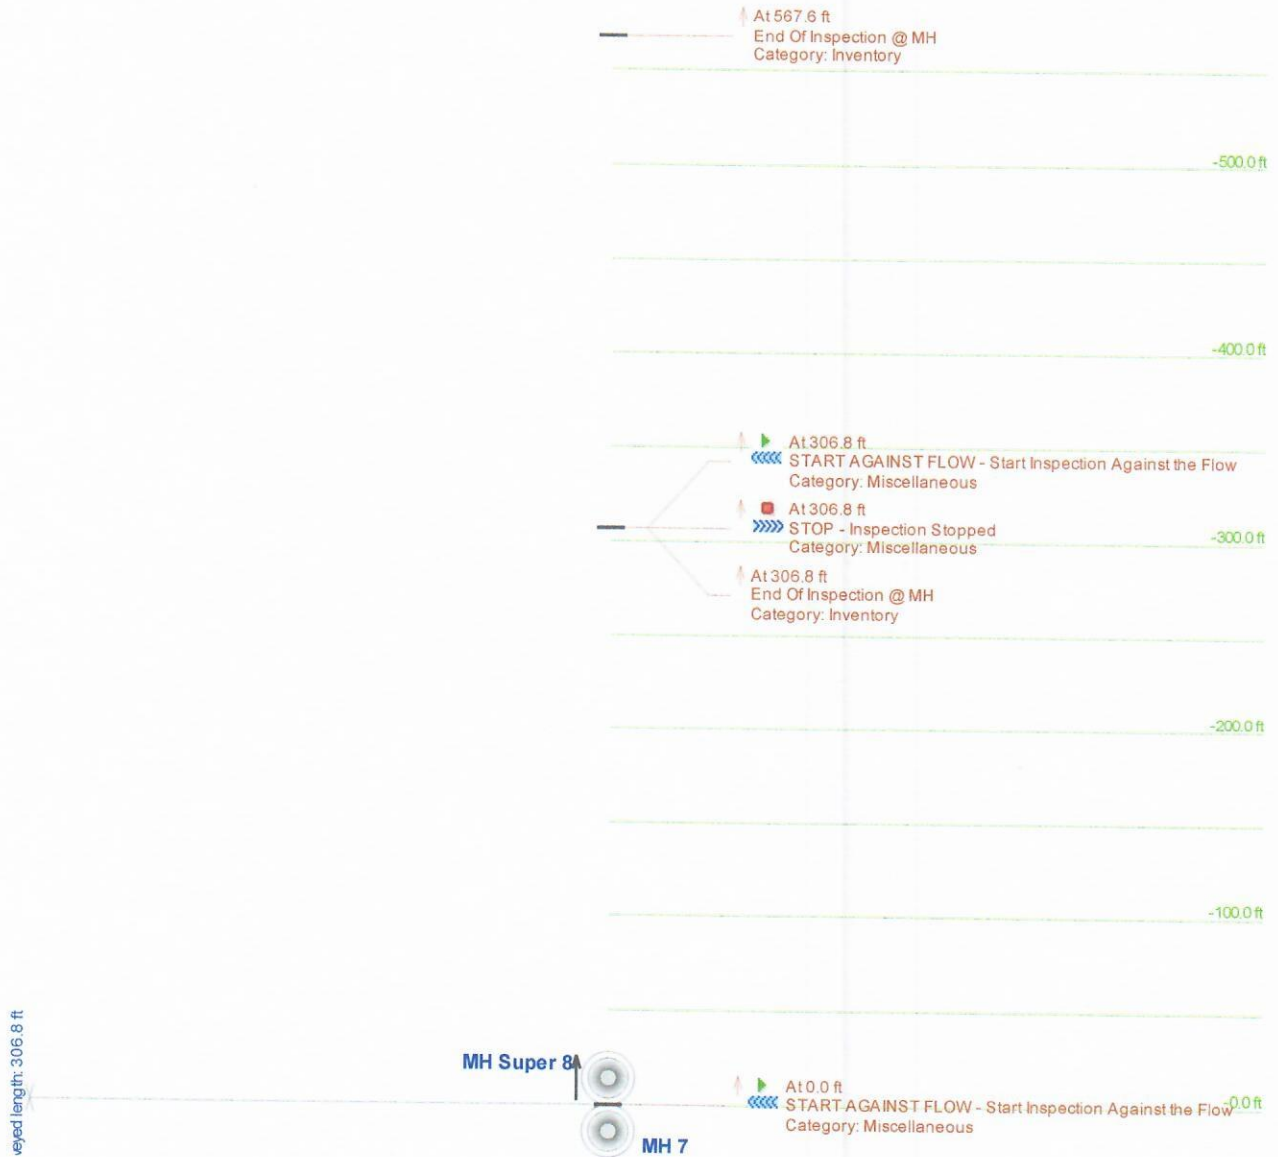 At 567.6 ft
End Of Inspection @ MH
Category: Inventory
-500.0 ft
-400.0 ft
At 306.8 ft
START AGAINST FLOW - Start Inspection Against the Flow
Category: Miscellaneous
At 306.8 ft
STOP - Inspection Stopped
Category: Miscellaneous
-300.0 ft
At 306.8 ft
End Of Inspection @ MH
Category: Inventory
-200.0 ft
-100.0 ft
veyed length: 306.8 ft
MH Super 8
At 0.0 ft
START AGAINST FLOW - Start Inspection Against the Flow
Category: Miscellaneous
-0.0 ft
MH 7